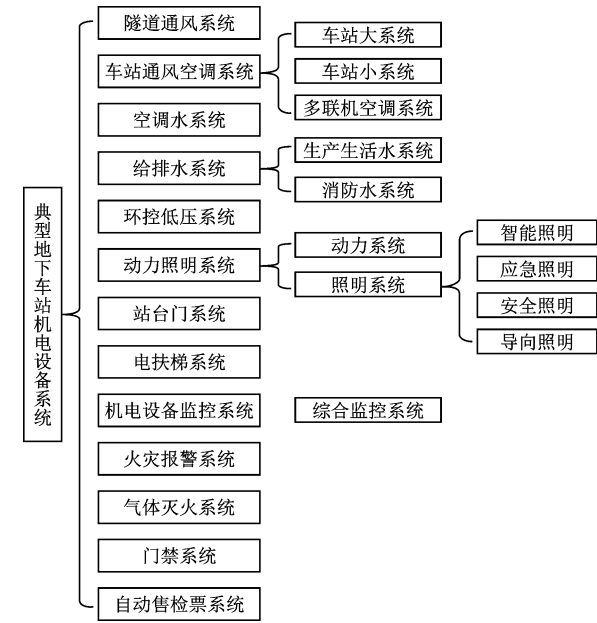 典型地下车站机电设备系统
隧道通风系统
车站通风空调系统
车站大系统
车站小系统
多联机空调系统
空调水系统
给排水系统
生产生活水系统
消防水系统
环控低压系统
动力照明系统
动力系统
照明系统
智能照明
应急照明
安全照明
导向照明
站台门系统
电扶梯系统
机电设备监控系统
综合监控系统
火灾报警系统
气体灭火系统
门禁系统
自动售检票系统